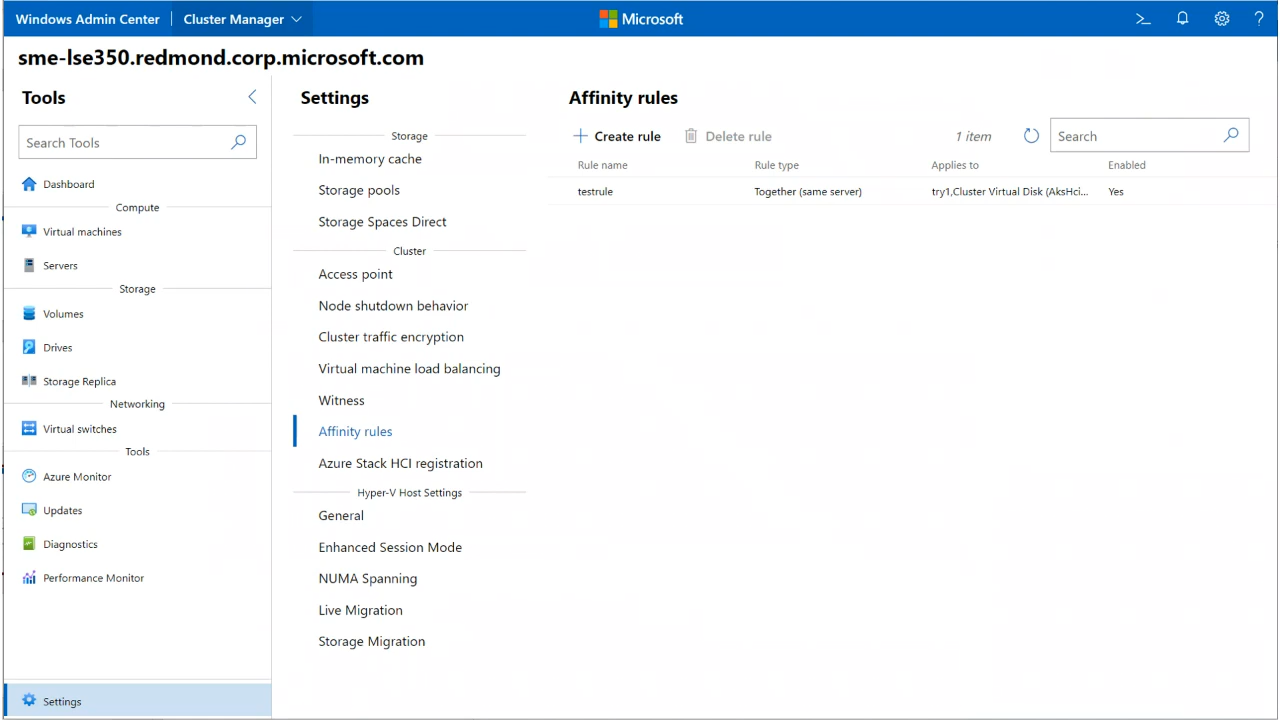 Windows Admin Center
Cluster Manager
Microsoft
sme-lse350.redmond.corp.microsoft.com
Tools
Search Tools
Dashboard
Compute
Virtual machines
Servers
Storage
Volumes
Drives
Storage Replica
Networking
Virtual switches
Tools
Azure Monitor
Updates
Diagnostics
Performance Monitor
Settings
Settings
Storage
In-memory cache
Storage pools
Storage Spaces Direct
Cluster
Access point
Node shutdown behavior
Cluster traffic encryption
Virtual machine load balancing
Witness
Affinity rules
Azure Stack HCI registration
Hyper-V Host Settings
General
Enhanced Session Mode
NUMA Spanning
Live Migration
Storage Migration
Affinity rules
Create rule Delete rule 1 item Search
Rule name Rule type Applies to Enabled
testrule Together (same server) try1,Cluster Virtual Disk (AksHci... Yes